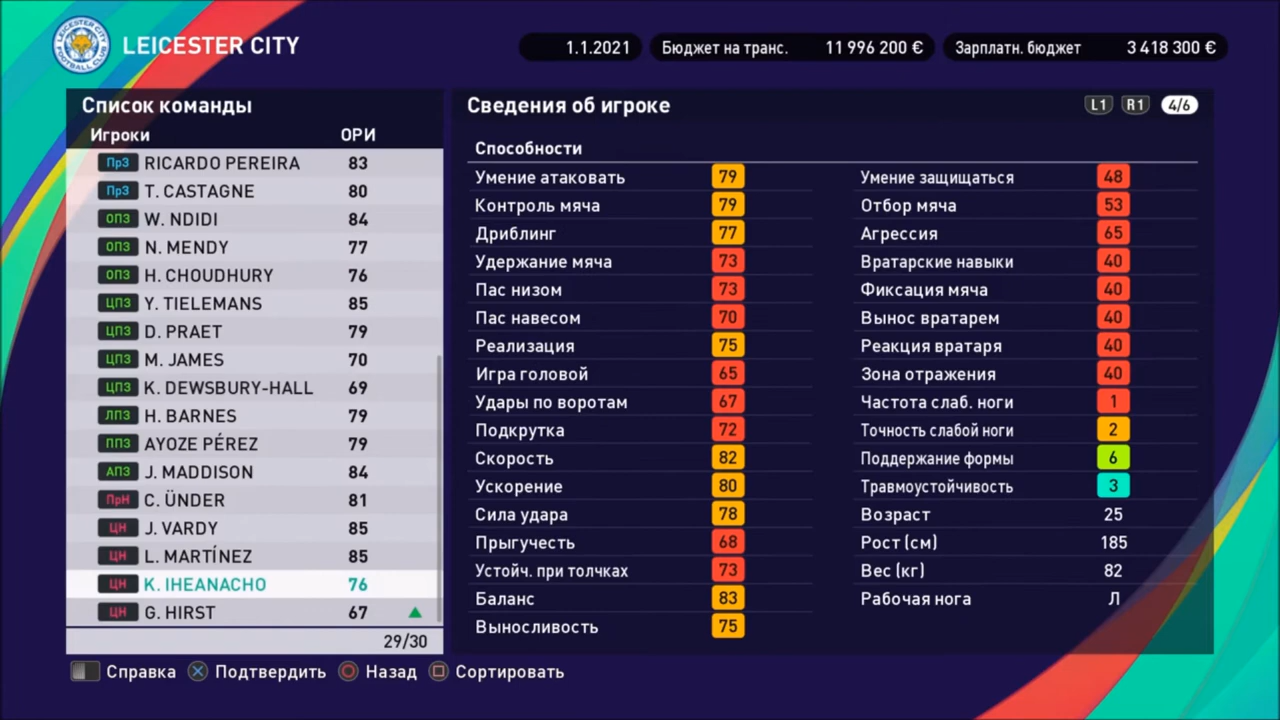 LEICESTER CITY
1.1.2021
Бюджет на транс. 11 996 200 €
Зарплатн. бюджет 3 418 300 €
Список команды
Игроки ОРИ
ПрЗ RICARDO PEREIRA 83
ПрЗ T. CASTAGNE 80
ОПЗ W. NDIDI 84
ОПЗ N. MENDY 77
ОПЗ H. CHOUDHURY 76
ЦПЗ Y. TIELEMANS 85
ЦПЗ D. PRAET 79
ЦПЗ M. JAMES 70
ЦПЗ K. DEWSBURY-HALL 69
ЛПЗ H. BARNES 79
ППЗ AYOZE PÉREZ 79
АПЗ J. MADDISON 84
ПрН C. ÜNDER 81
ЦН J. VARDY 85
ЦН L. MARTÍNEZ 85
ЦН K. IHEANACHO 76
ЦН G. HIRST 67
29/30
Сведения об игроке
L1 R1 4/6
Способности
Умение атаковать 79
Контроль мяча 79
Дриблинг 77
Удержание мяча 73
Пас низом 73
Пас навесом 70
Реализация 75
Игра головой 65
Удары по воротам 67
Подкрутка 72
Скорость 82
Ускорение 80
Сила удара 78
Прыгучесть 68
Устойч. при толчках 73
Баланс 83
Выносливость 75
Умение защищаться 48
Отбор мяча 53
Агрессия 65
Вратарские навыки 40
Фиксация мяча 40
Вынос вратарем 40
Реакция вратаря 40
Зона отражения 40
Частота слаб. ноги 1
Точность слабой ноги 2
Поддержание формы 6
Травмоустойчивость 3
Возраст 25
Рост (см) 185
Вес (кг) 82
Рабочая нога Л
Справка Подтвердить Назад Сортировать